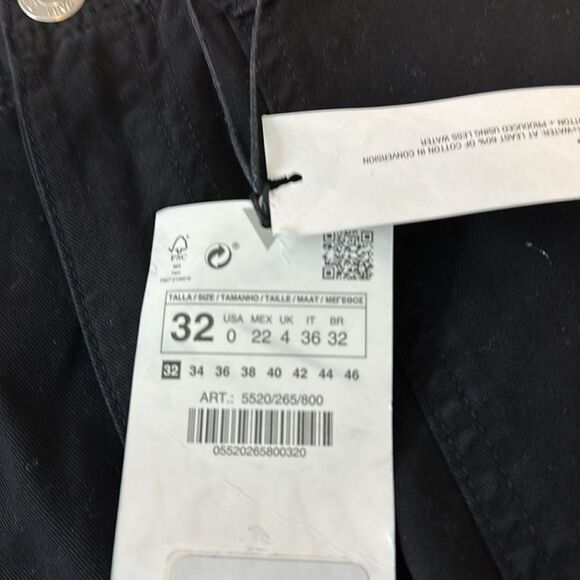 WATER: AT LEAST 60% OF COTTON IN CONVERSION
COTTON + PRODUCED USING LESS WATER
FSC
TALLA / SIZE / TAMANHO / TAILLE / MAAT / ΜΕΓΕΘΟΣ
32 USA MEX UK IT BR
0 22 4 36 32
32 34 36 38 40 42 44 46
ART.: 5520/265/800
05520265800320